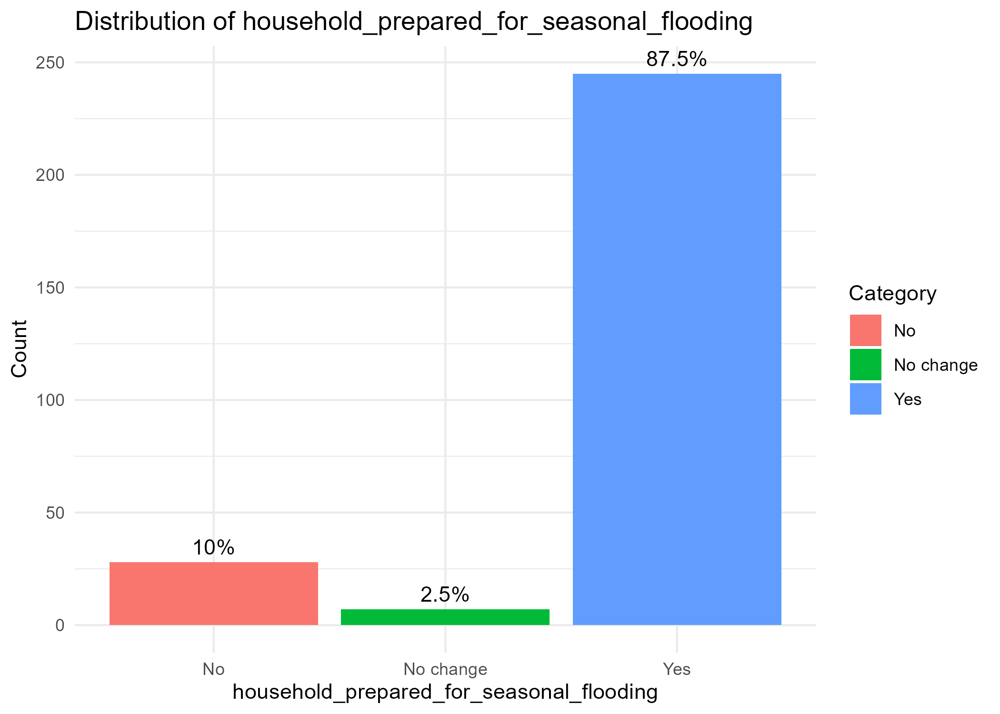 Distribution of household_prepared_for_seasonal_flooding
250
200
150
100
50
0
Count
87.5%
10%
2.5%
No
No change
Yes
household_prepared_for_seasonal_flooding
Category
No
No change
Yes